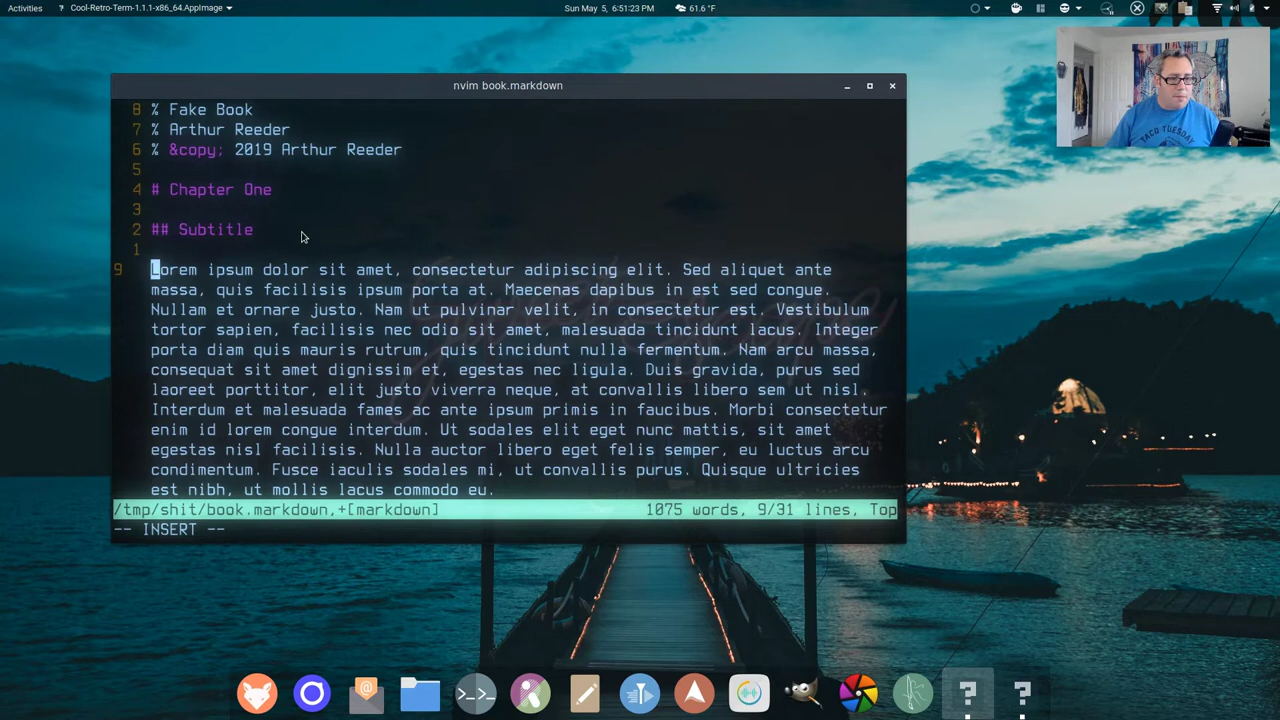 Activities
? Cool-Retro-Term-1.1.1-x86_64.AppImage
Sun May 5, 6:51:23 PM
61.6 °F
nvim book.markdown
8 % Fake Book
7 % Arthur Reeder
6 % &copy; 2019 Arthur Reeder
5
4 # Chapter One
3
2 ## Subtitle
1
9 Lorem ipsum dolor sit amet, consectetur adipiscing elit. Sed aliquet ante
massa, quis facilisis ipsum porta at. Maecenas dapibus in est sed congue.
Nullam et ornare justo. Nam ut pulvinar velit, in consectetur est. Vestibulum
tortor sapien, facilisis nec odio sit amet, malesuada tincidunt lacus. Integer
porta diam quis mauris rutrum, quis tincidunt nulla fermentum. Nam arcu massa,
consequat sit amet dignissim et, egestas nec ligula. Duis gravida, purus sed
laoreet porttitor, elit justo viverra neque, at convallis libero sem ut nisl.
Interdum et malesuada fames ac ante ipsum primis in faucibus. Morbi consectetur
enim id lorem congue interdum. Ut sodales elit eget nunc mattis, sit amet
egestas nisl facilisis. Nulla auctor libero eget felis semper, eu luctus arcu
condimentum. Fusce iaculis sodales mi, ut convallis purus. Quisque ultricies
est nibh, ut mollis lacus commodo eu.
/tmp/shit/book.markdown,+[markdown] 1075 words, 9/31 lines, Top
-- INSERT --
TACO TUESDAY